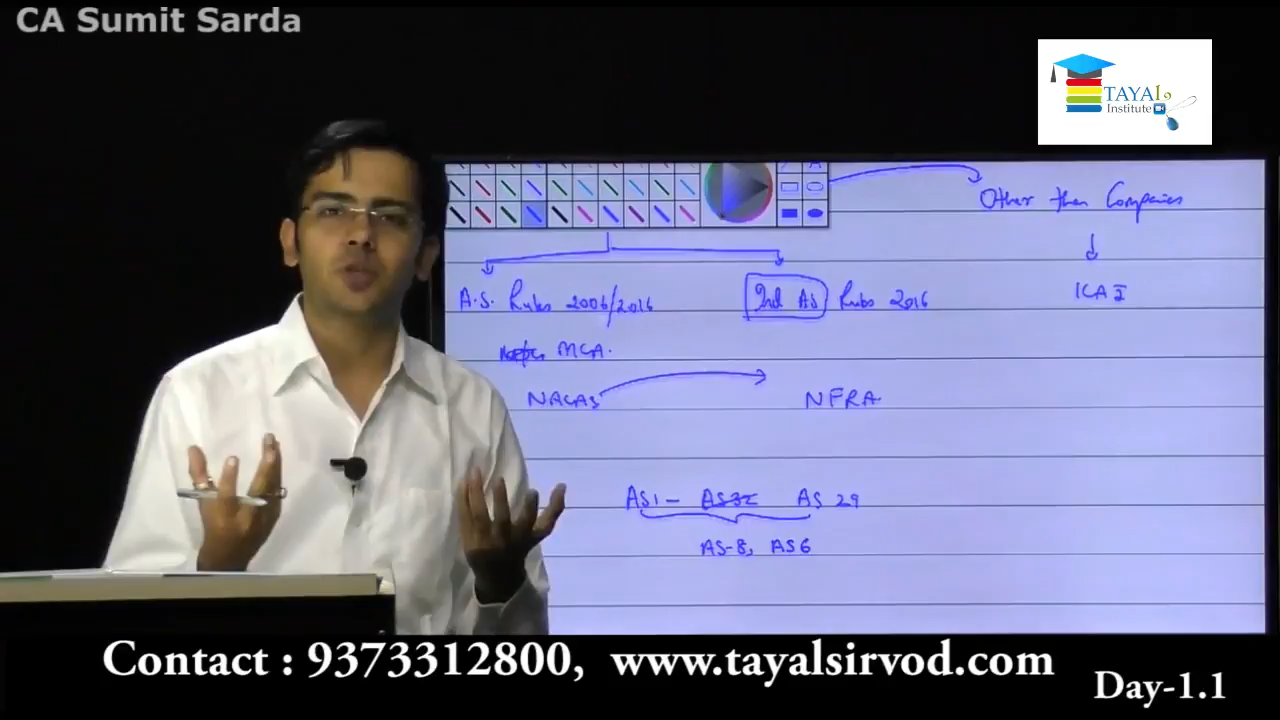 CA Sumit Sarda
TAYAl's
Institute
Other than Companies
A.S. Rules 2006/2016
Ind AS Rules 2016
ICAI
MCA.
NACAS
NFRA
AS1 - AS32 AS 29
AS-8, AS6
Contact : 9373312800, www.tayalsirvod.com
Day-1.1